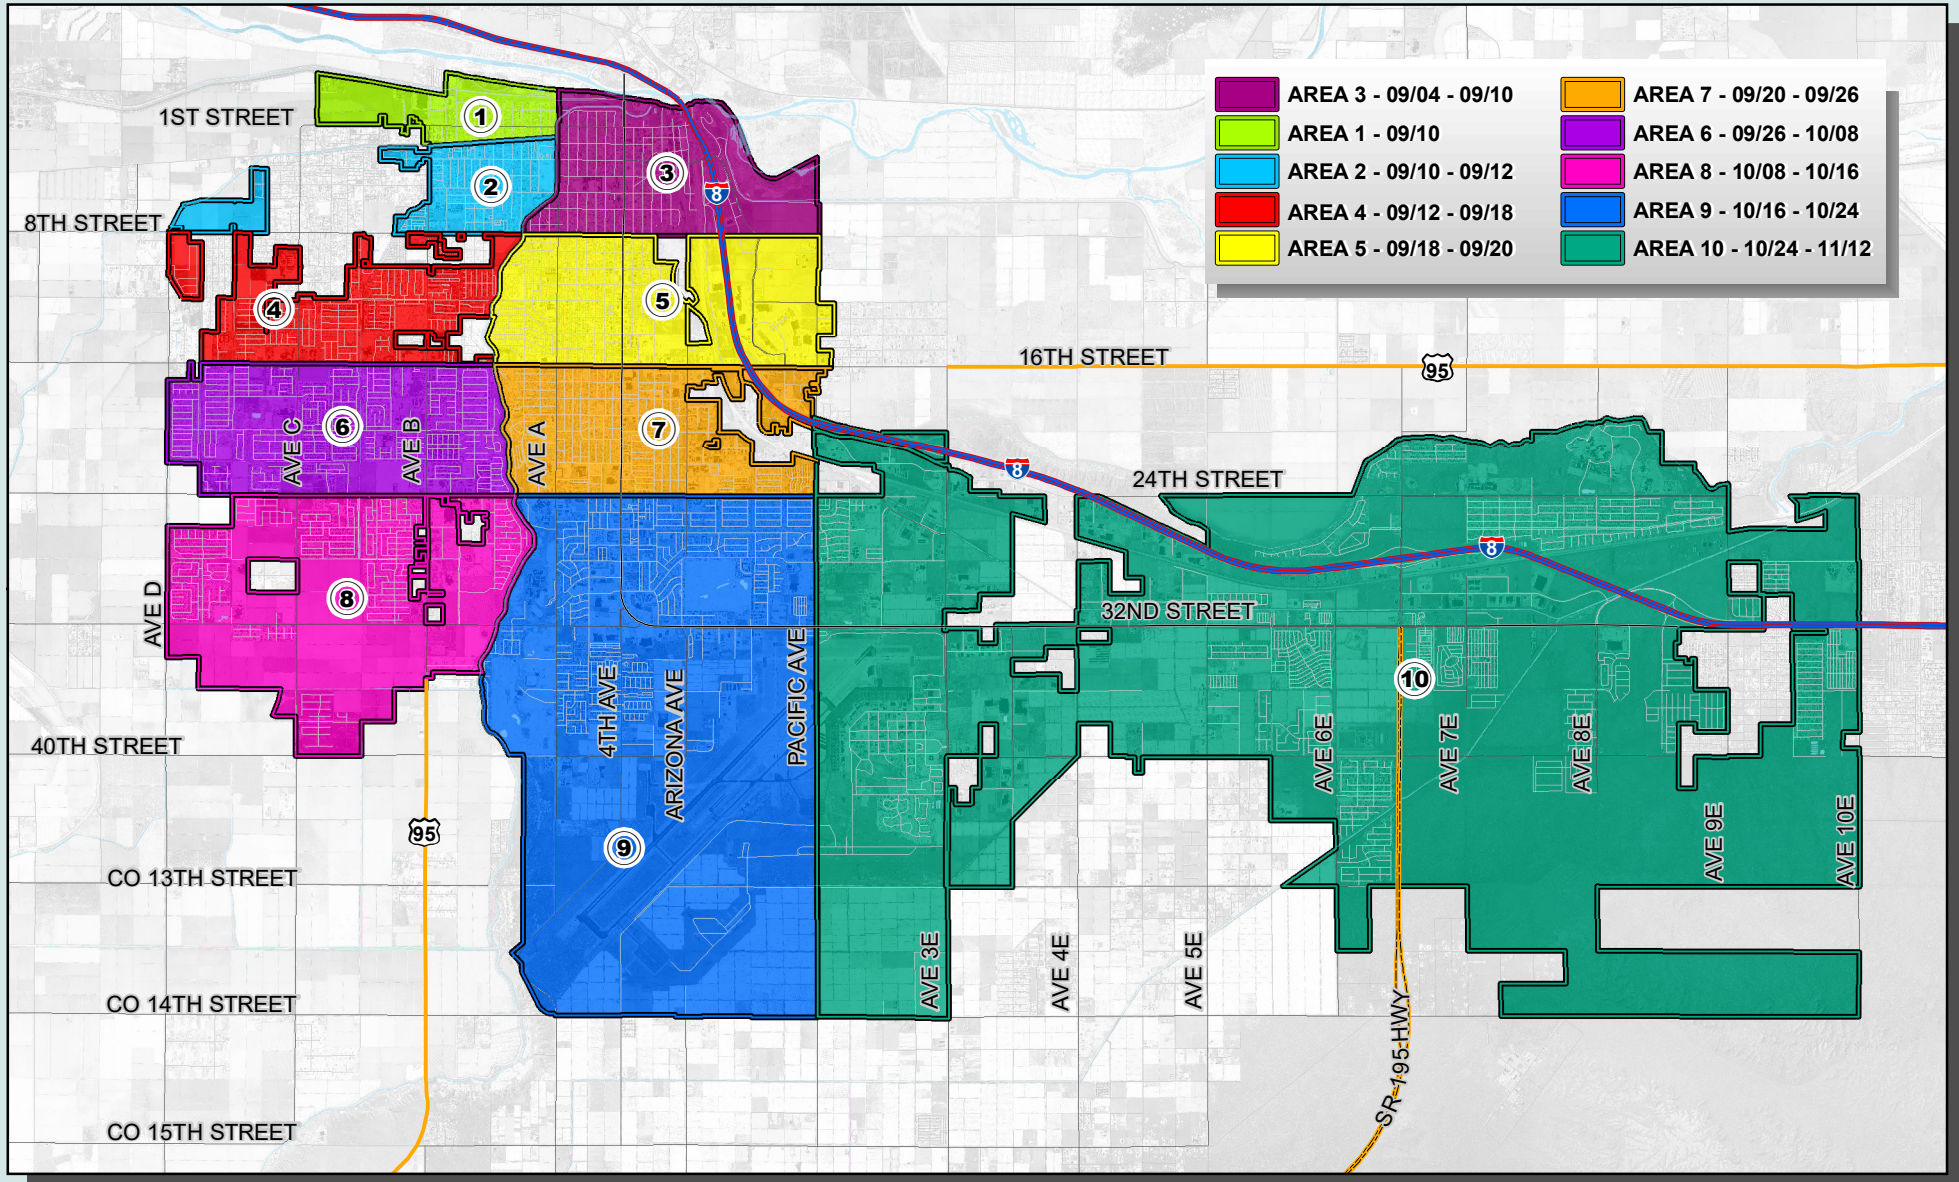 AREA 3 - 09/04 - 09/10
AREA 1 - 09/10
AREA 2 - 09/10 - 09/12
AREA 4 - 09/12 - 09/18
AREA 5 - 09/18 - 09/20
AREA 7 - 09/20 - 09/26
AREA 6 - 09/26 - 10/08
AREA 8 - 10/08 - 10/16
AREA 9 - 10/16 - 10/24
AREA 10 - 10/24 - 11/12
1ST STREET
1
2
3
8
8TH STREET
4
5
16TH STREET
95
6
AVE C
AVE B
AVE A
7
8
24TH STREET
8
AVE D
8
32ND STREET
4TH AVE
ARIZONA AVE
PACIFIC AVE
10
AVE 6E
AVE 7E
AVE 8E
40TH STREET
95
9
AVE 9E
AVE 10E
CO 13TH STREET
AVE 3E
AVE 4E
AVE 5E
CO 14TH STREET
SR-195 HWY
CO 15TH STREET